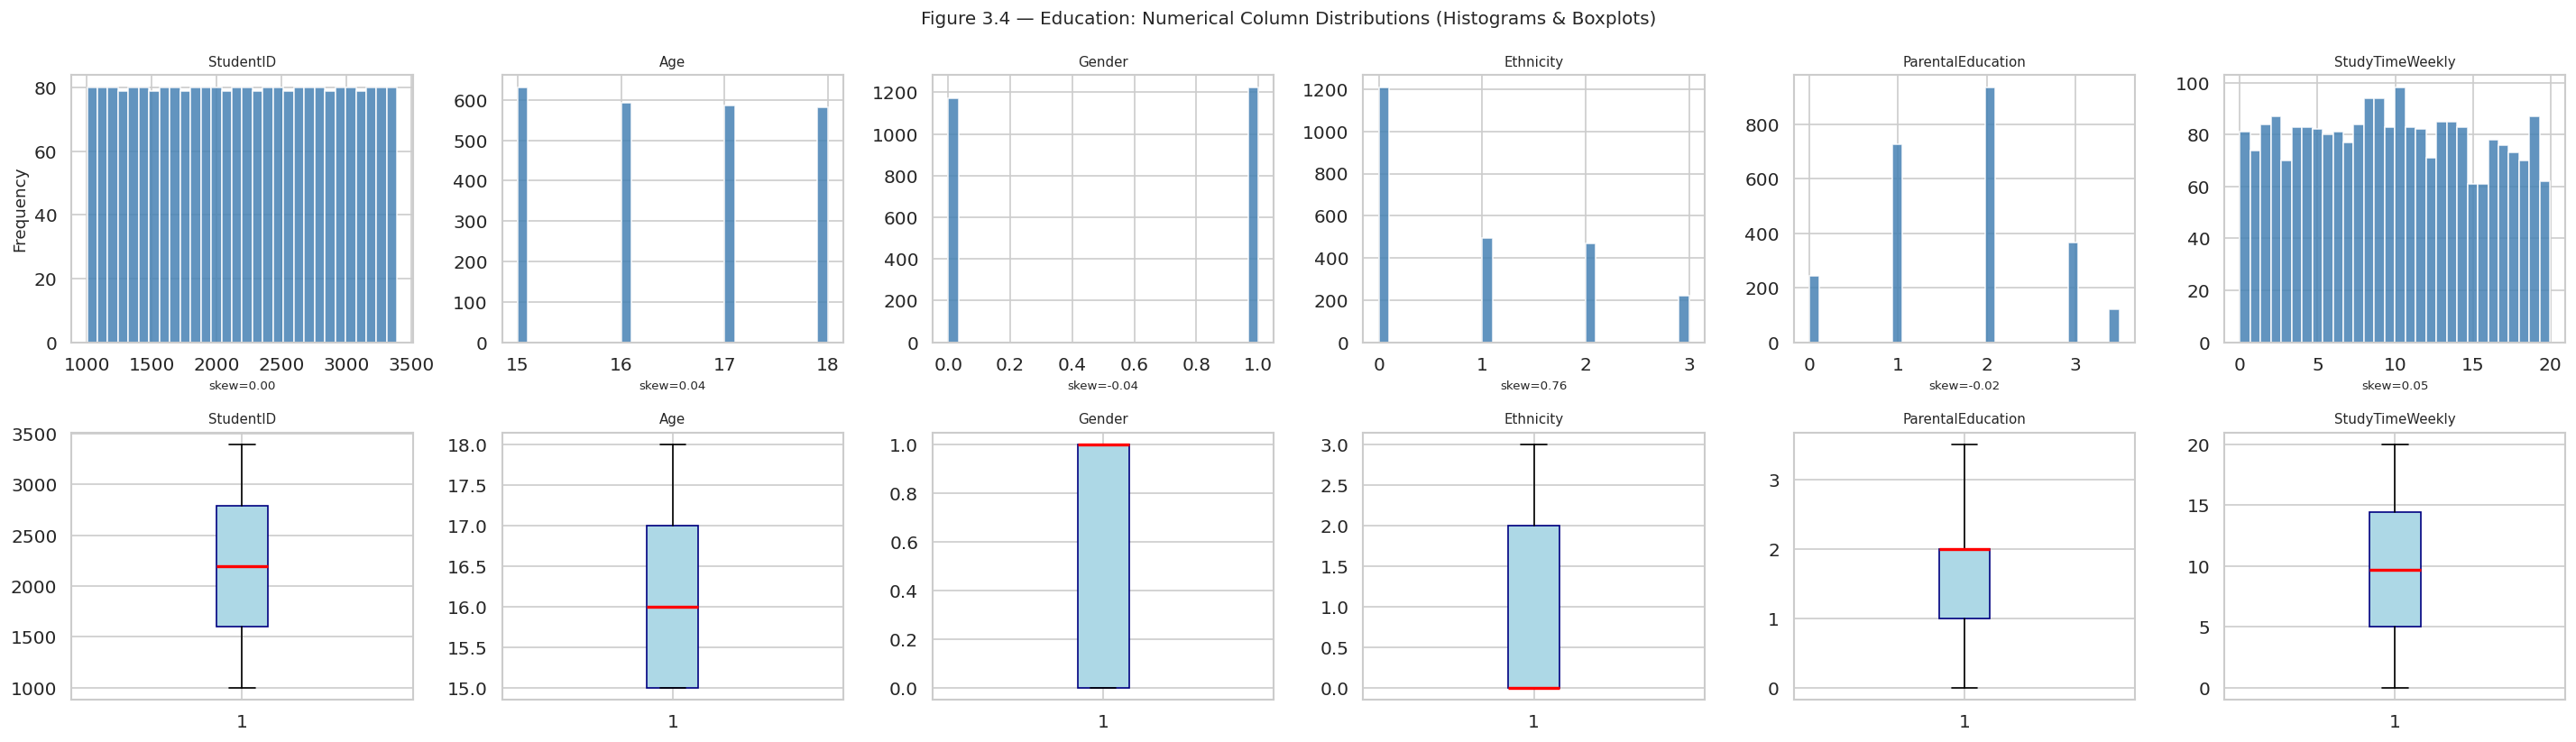 Figure 3.4 — Education: Numerical Column Distributions (Histograms & Boxplots)
StudentID
Frequency
0 20 40 60 80
1000 1500 2000 2500 3000 3500
skew=0.00
Age
0 100 200 300 400 500 600
15 16 17 18
skew=0.04
Gender
0 200 400 600 800 1000 1200
0.0 0.2 0.4 0.6 0.8 1.0
skew=-0.04
Ethnicity
0 200 400 600 800 1000 1200
0 1 2 3
skew=0.76
ParentalEducation
0 200 400 600 800
0 1 2 3
skew=-0.02
StudyTimeWeekly
0 20 40 60 80 100
0 5 10 15 20
skew=0.05
StudentID
1000 1500 2000 2500 3000 3500
1
Age
15.0 15.5 16.0 16.5 17.0 17.5 18.0
1
Gender
0.0 0.2 0.4 0.6 0.8 1.0
1
Ethnicity
0.0 0.5 1.0 1.5 2.0 2.5 3.0
1
ParentalEducation
0 1 2 3
1
StudyTimeWeekly
0 5 10 15 20
1